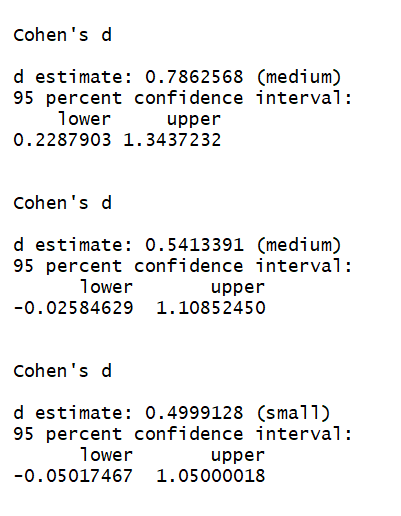 Cohen's d
d estimate: 0.7862568 (medium)
95 percent confidence interval:
lower upper
0.2287903 1.3437232
Cohen's d
d estimate: 0.5413391 (medium)
95 percent confidence interval:
lower upper
-0.02584629 1.10852450
Cohen's d
d estimate: 0.4999128 (small)
95 percent confidence interval:
lower upper
-0.05017467 1.05000018